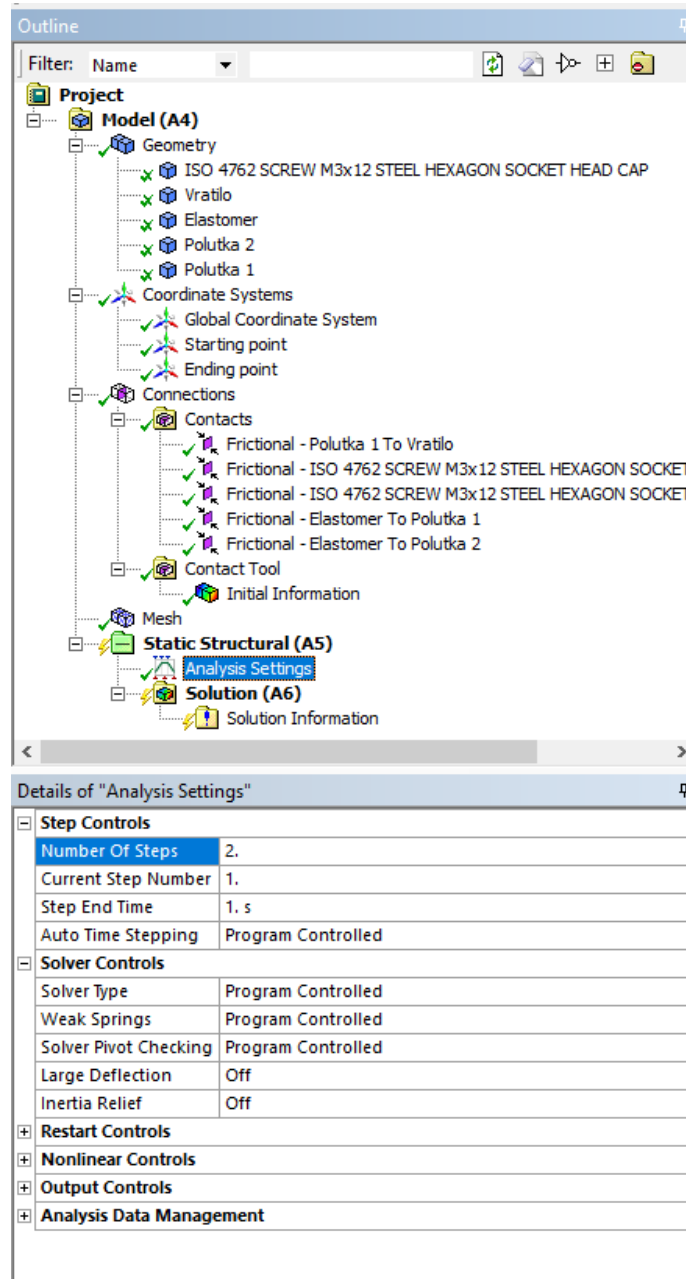 Outline
Filter: Name
Project
Model (A4)
Geometry
ISO 4762 SCREW M3x12 STEEL HEXAGON SOCKET HEAD CAP
Vratilo
Elastomer
Polutka 2
Polutka 1
Coordinate Systems
Global Coordinate System
Starting point
Ending point
Connections
Contacts
Frictional - Polutka 1 To Vratilo
Frictional - ISO 4762 SCREW M3x12 STEEL HEXAGON SOCKET
Frictional - ISO 4762 SCREW M3x12 STEEL HEXAGON SOCKET
Frictional - Elastomer To Polutka 1
Frictional - Elastomer To Polutka 2
Contact Tool
Initial Information
Mesh
Static Structural (A5)
Analysis Settings
Solution (A6)
Solution Information
Details of "Analysis Settings"
Step Controls
Number Of Steps 2.
Current Step Number 1.
Step End Time 1. s
Auto Time Stepping Program Controlled
Solver Controls
Solver Type Program Controlled
Weak Springs Program Controlled
Solver Pivot Checking Program Controlled
Large Deflection Off
Inertia Relief Off
Restart Controls
Nonlinear Controls
Output Controls
Analysis Data Management